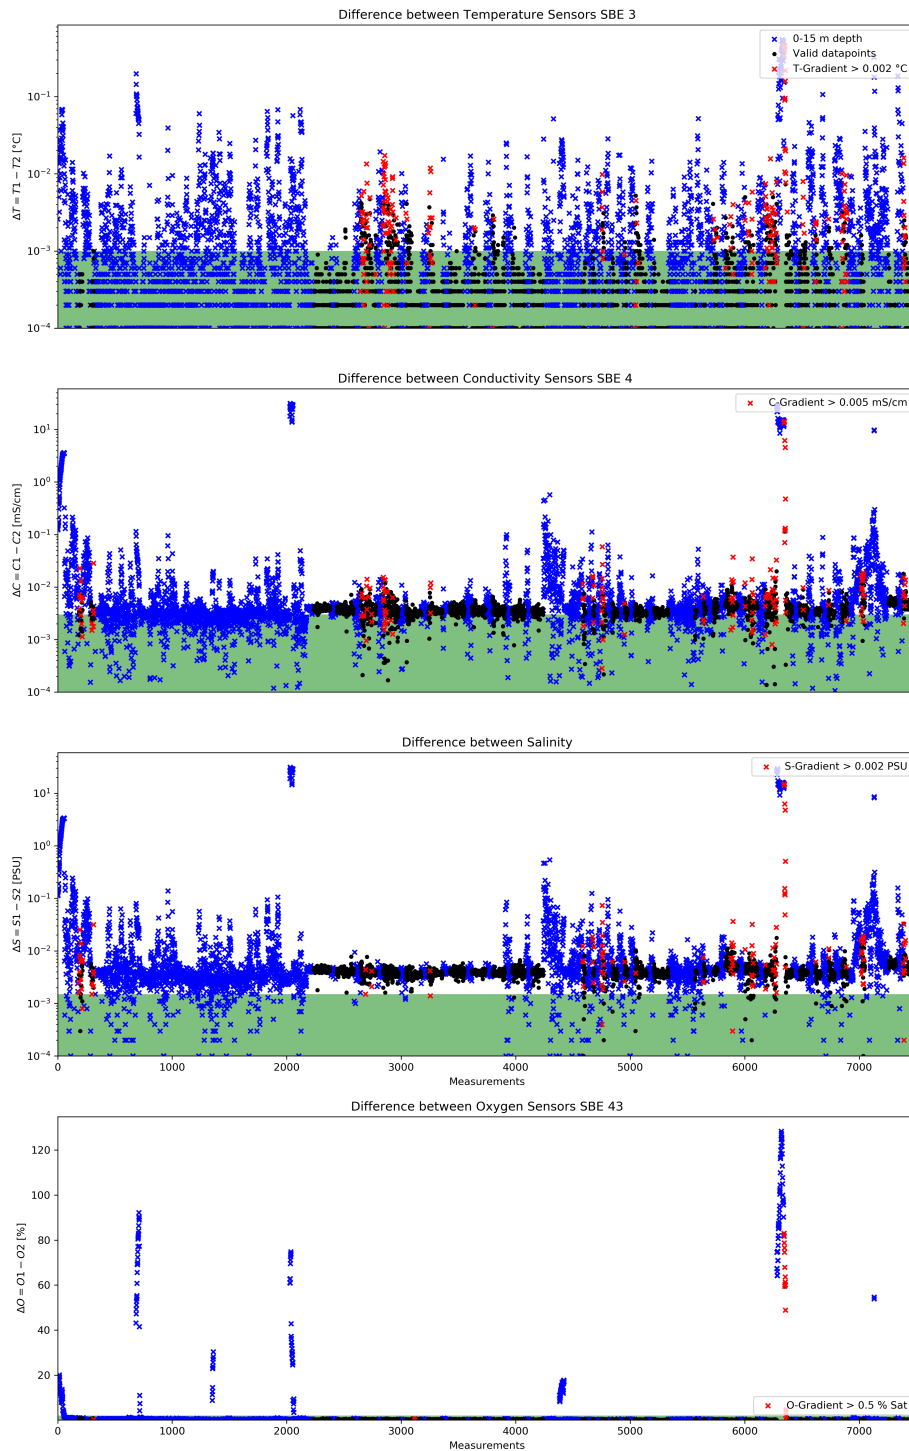 Difference between Temperature Sensors SBE 3
0-15 m depth
Valid datapoints
T-Gradient > 0.002 °C
10⁻¹
10⁻²
10⁻³
10⁻⁴
ΔT = T1 − T2 [°C]
Difference between Conductivity Sensors SBE 4
C-Gradient > 0.005 mS/cm
10¹
10⁰
10⁻¹
10⁻²
10⁻³
10⁻⁴
ΔC = C1 − C2 [mS/cm]
Difference between Salinity
S-Gradient > 0.002 PSU
10¹
10⁰
10⁻¹
10⁻²
10⁻³
10⁻⁴
ΔS = S1 − S2 [PSU]
0 1000 2000 3000 4000 5000 6000 7000
Measurements
Difference between Oxygen Sensors SBE 43
120
100
80
60
40
20
ΔO = O1 − O2 [%]
O-Gradient > 0.5 % Sat
0 1000 2000 3000 4000 5000 6000 7000
Measurements